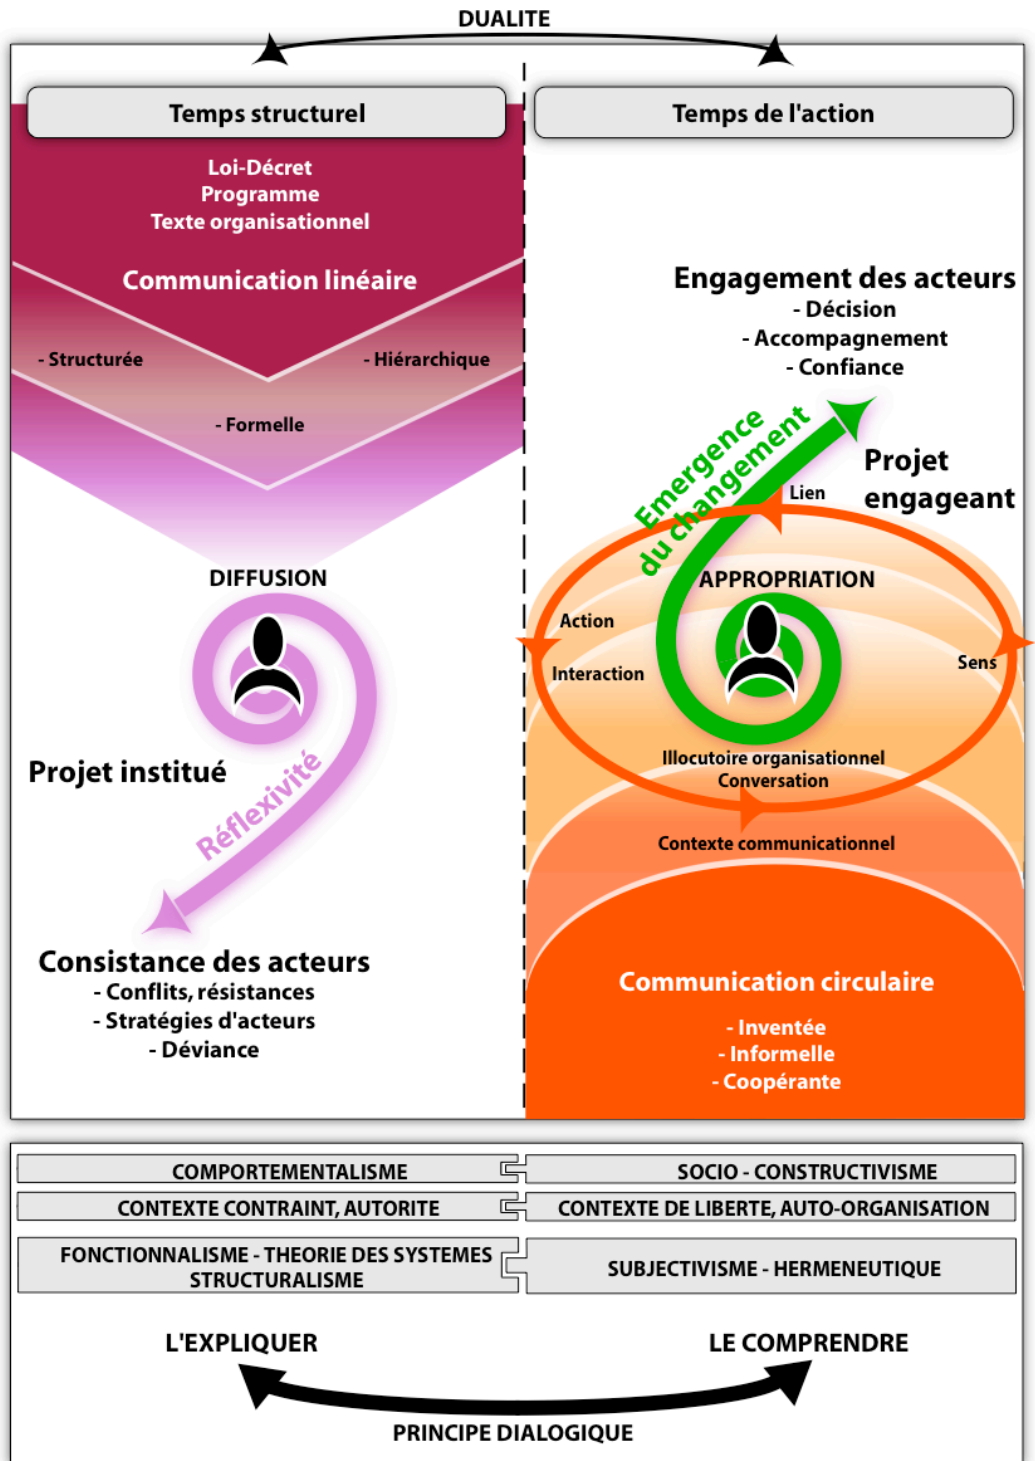 DUALITE
Temps structurel
Loi-Décret
Programme
Texte organisationnel
Communication linéaire
- Structurée
- Hiérarchique
- Formelle
DIFFUSION
Projet institué
Réflexivité
Consistance des acteurs
- Conflits, résistances
- Stratégies d'acteurs
- Déviance
Temps de l'action
Engagement des acteurs
- Décision
- Accompagnement
- Confiance
Emergence
du changement
Projet
engageant
Lien
APPROPRIATION
Action
Interaction
Sens
Illocutoire organisationnel
Conversation
Contexte communicationnel
Communication circulaire
- Inventée
- Informelle
- Coopérante
COMPORTEMENTALISME
SOCIO - CONSTRUCTIVISME
CONTEXTE CONTRAINT, AUTORITE
CONTEXTE DE LIBERTE, AUTO-ORGANISATION
FONCTIONNALISME - THEORIE DES SYSTEMES
STRUCTURALISME
SUBJECTIVISME - HERMENEUTIQUE
L'EXPLIQUER
LE COMPRENDRE
PRINCIPE DIALOGIQUE